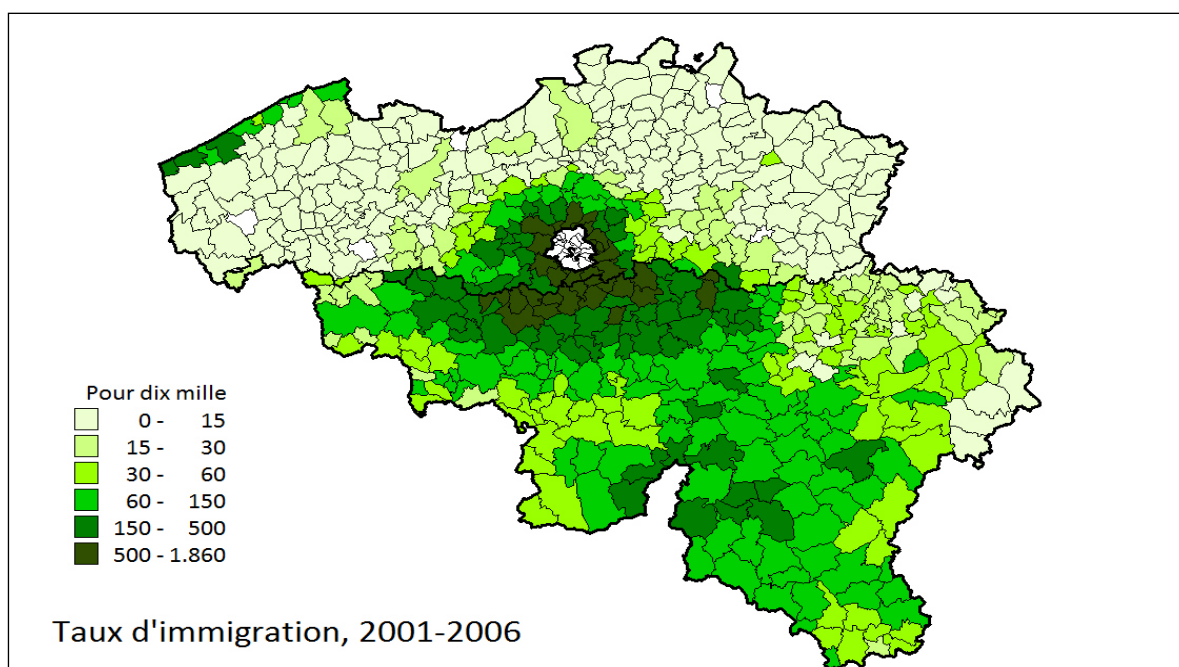 Pour dix mille
0 - 15
15 - 30
30 - 60
60 - 150
150 - 500
500 - 1.860
Taux d'immigration, 2001-2006